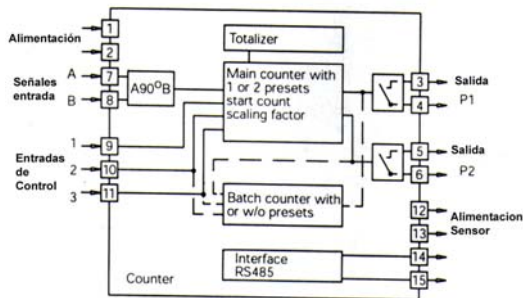 Alimentación
1
2
Señales
entrada
A
B
7
8
A90°B
Totalizer
Main counter with
1 or 2 presets
start count
scaling factor
3
4
Salida
P1
5
6
Salida
P2
Entradas
de
Control
1
2
3
9
10
11
Batch counter with
or w/o presets
12
13
Alimentacion
Sensor
Interface
RS485
14
15
Counter